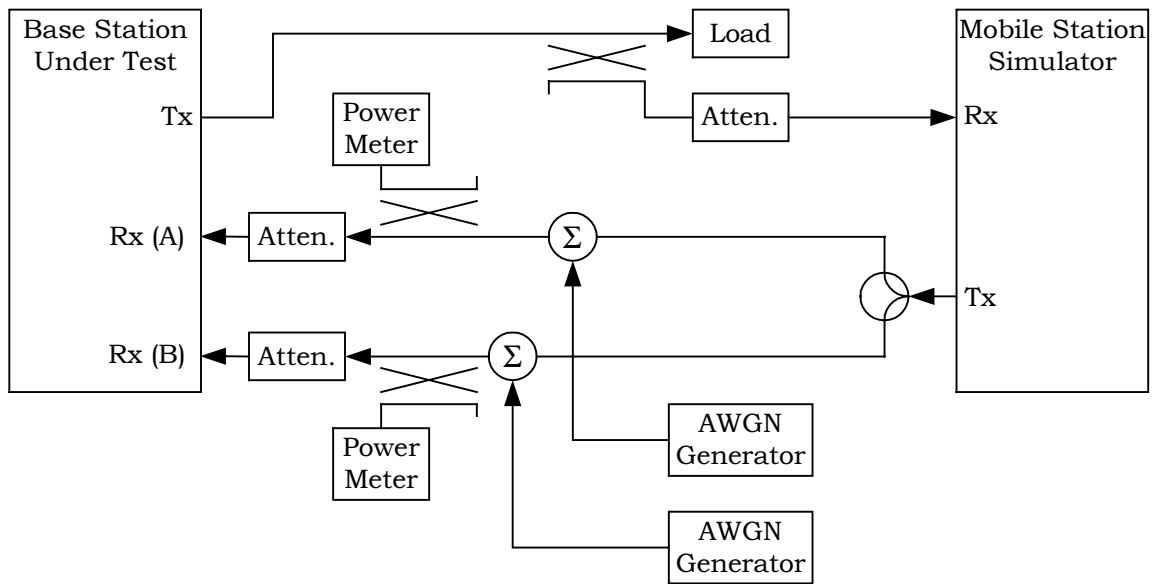 Base Station
Under Test
Load
Mobile Station
Simulator
Tx
Power
Meter
Atten.
Rx
Rx (A)
Atten.
Σ
Tx
Rx (B)
Atten.
Σ
Power
Meter
AWGN
Generator
AWGN
Generator